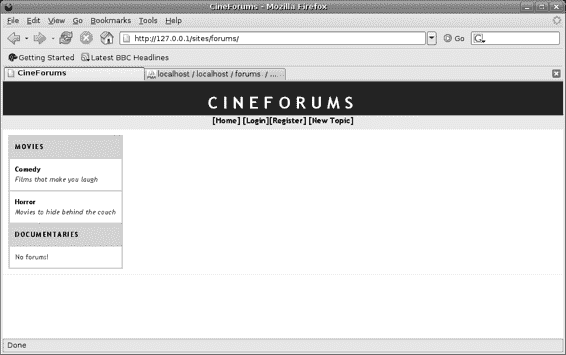 CineForums - Mozilla Firefox
File Edit View Go Bookmarks Tools Help
http://127.0.0.1/sites/forums/ Go G
Getting Started Latest BBC Headlines
CineForums localhost / localhost / forums / ...
CINEFORUMS
[Home] [Login][Register] [New Topic]
MOVIES
Comedy
Films that make you laugh
Horror
Movies to hide behind the couch
DOCUMENTARIES
No forums!
Done